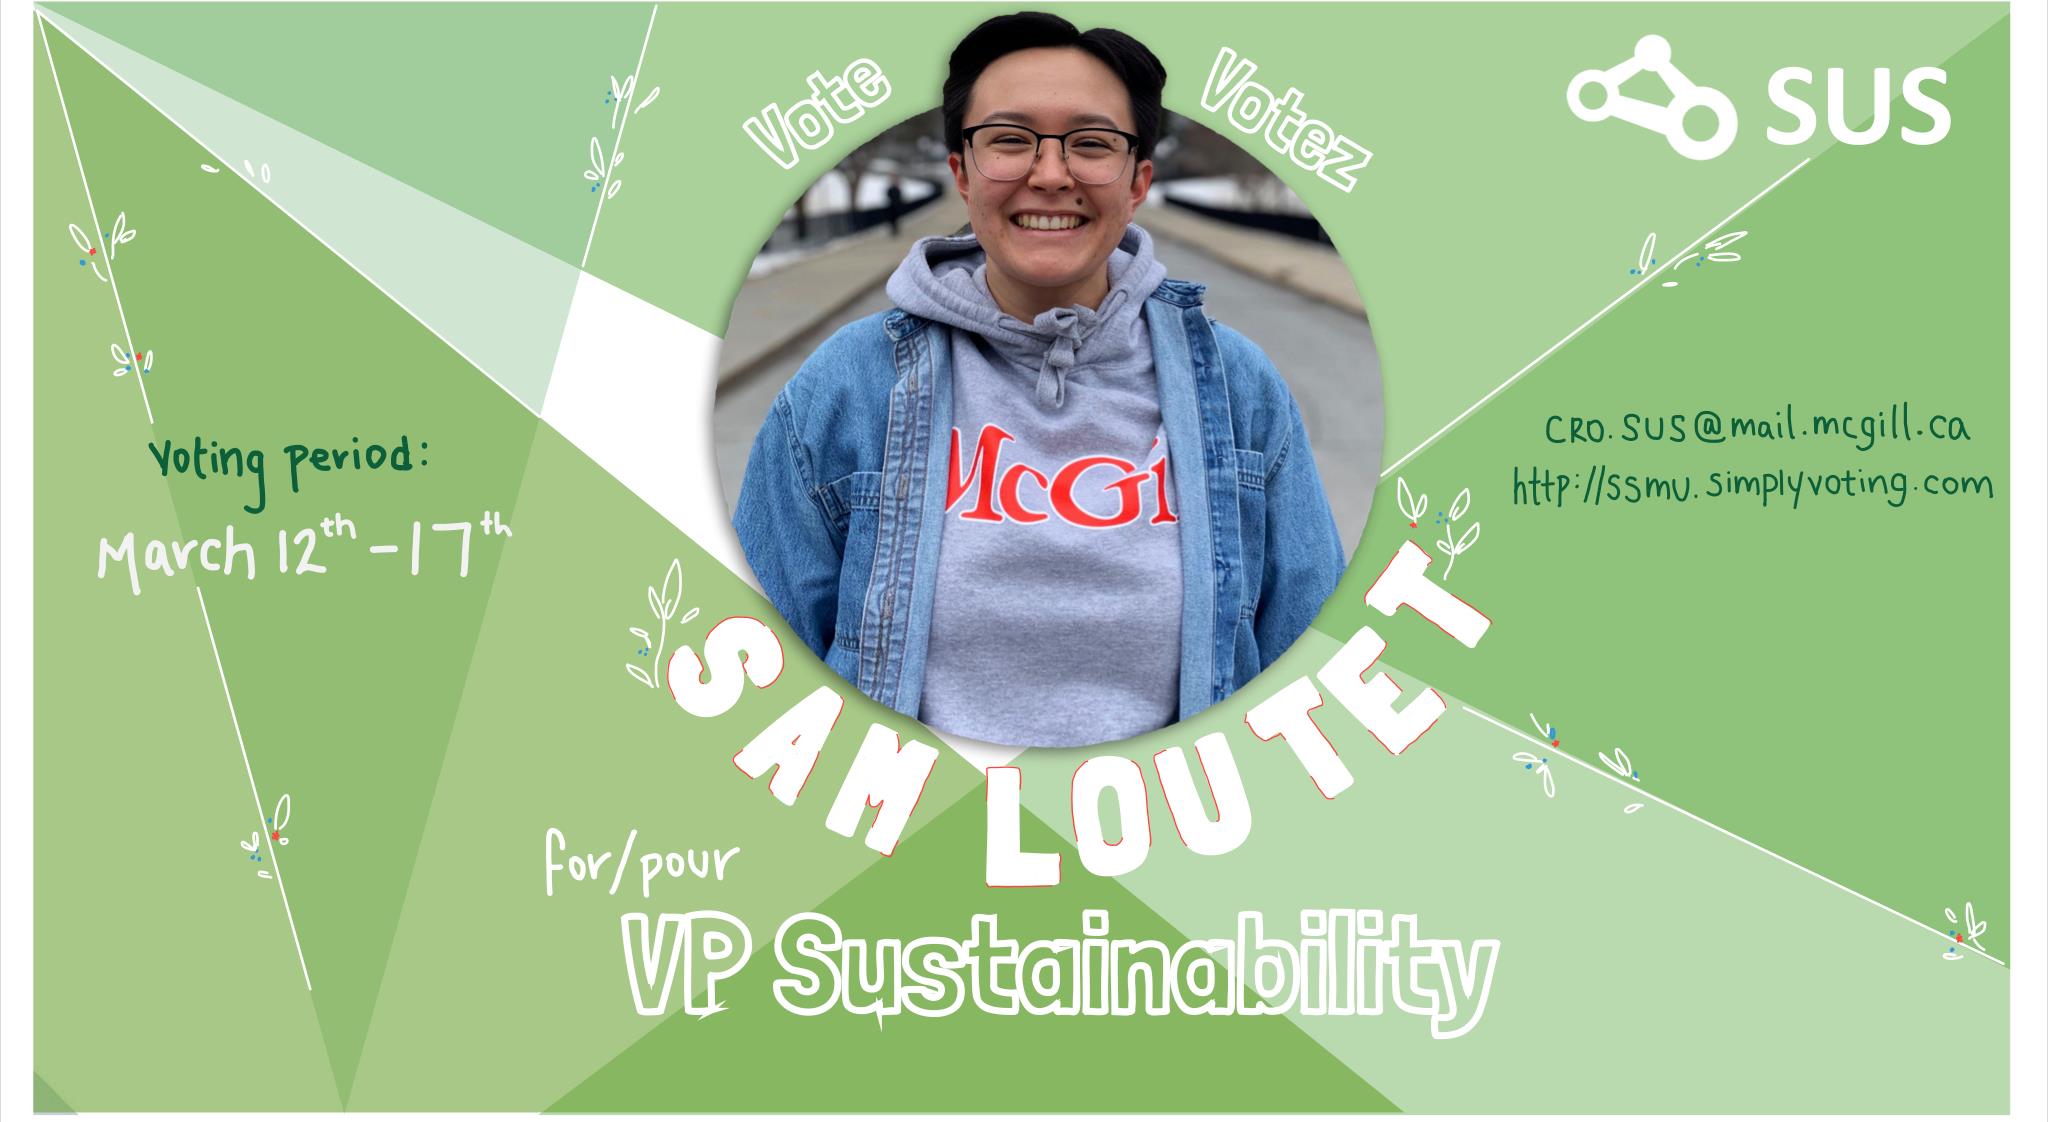 Vote
Votez
SUS
Voting period:
March 12th - 17th
CRO.SUS@mail.mcgill.ca
http://ssmu.simplyvoting.com
McGi
SAM LOUTET
for/pour
VP Sustainability